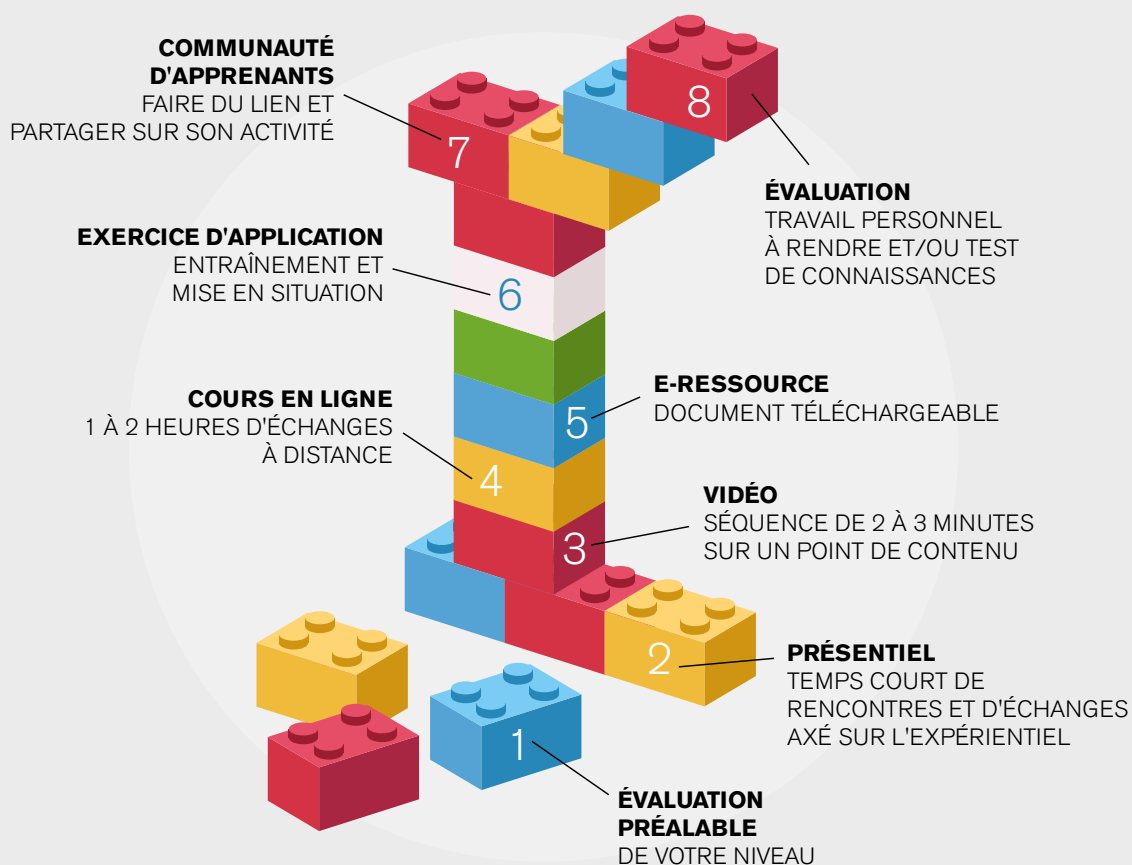 COMMUNAUTÉ
D'APPRENANTS
FAIRE DU LIEN ET
PARTAGER SUR SON ACTIVITÉ
7
8
ÉVALUATION
TRAVAIL PERSONNEL
À RENDRE ET/OU TEST
DE CONNAISSANCES
EXERCICE D'APPLICATION
ENTRAÎNEMENT ET
MISE EN SITUATION
6
E-RESSOURCE
DOCUMENT TÉLÉCHARGEABLE
5
COURS EN LIGNE
1 À 2 HEURES D'ÉCHANGES
À DISTANCE
4
VIDÉO
SÉQUENCE DE 2 À 3 MINUTES
SUR UN POINT DE CONTENU
3
2
PRÉSENTIEL
TEMPS COURT DE
RENCONTRES ET D'ÉCHANGES
AXÉ SUR L'EXPÉRIENTIEL
1
ÉVALUATION
PRÉALABLE
DE VOTRE NIVEAU